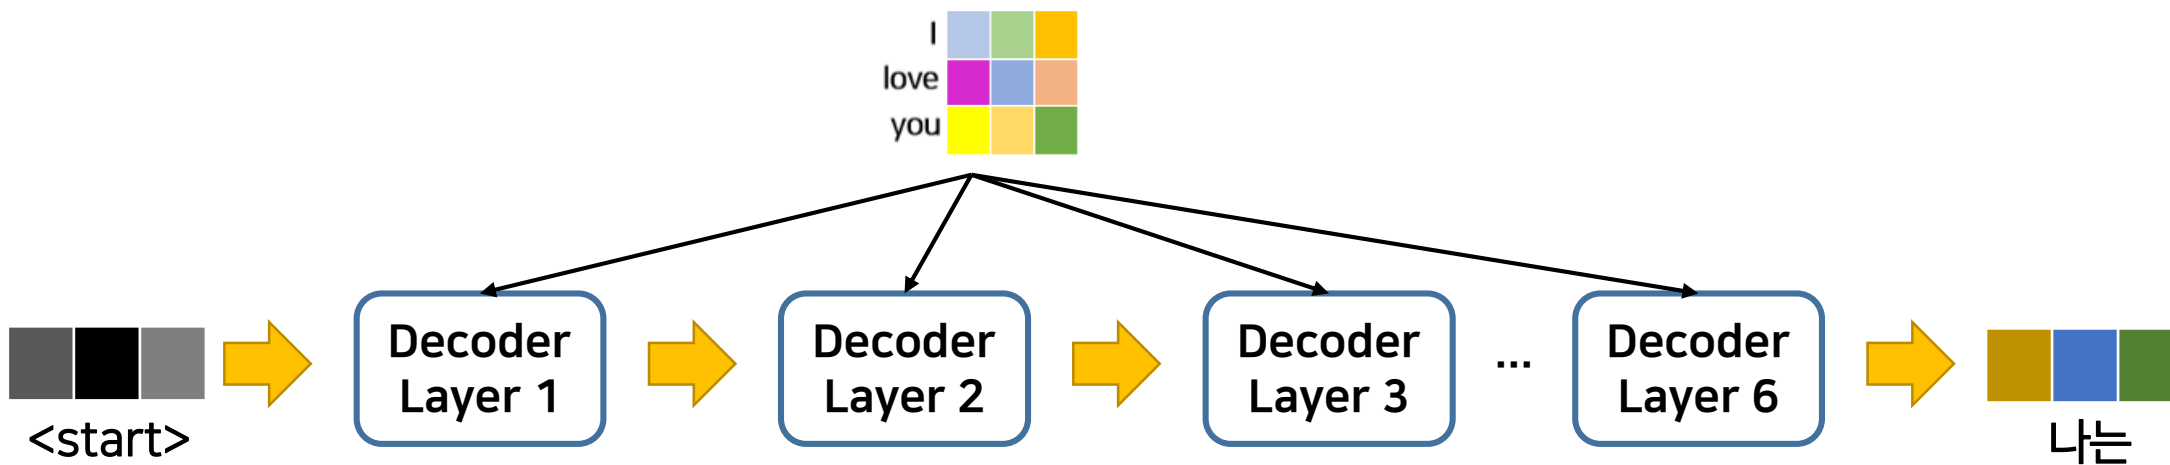 I
love
you
Decoder
Layer 1
Decoder
Layer 2
Decoder
Layer 3
...
Decoder
Layer 6
<start>
나는